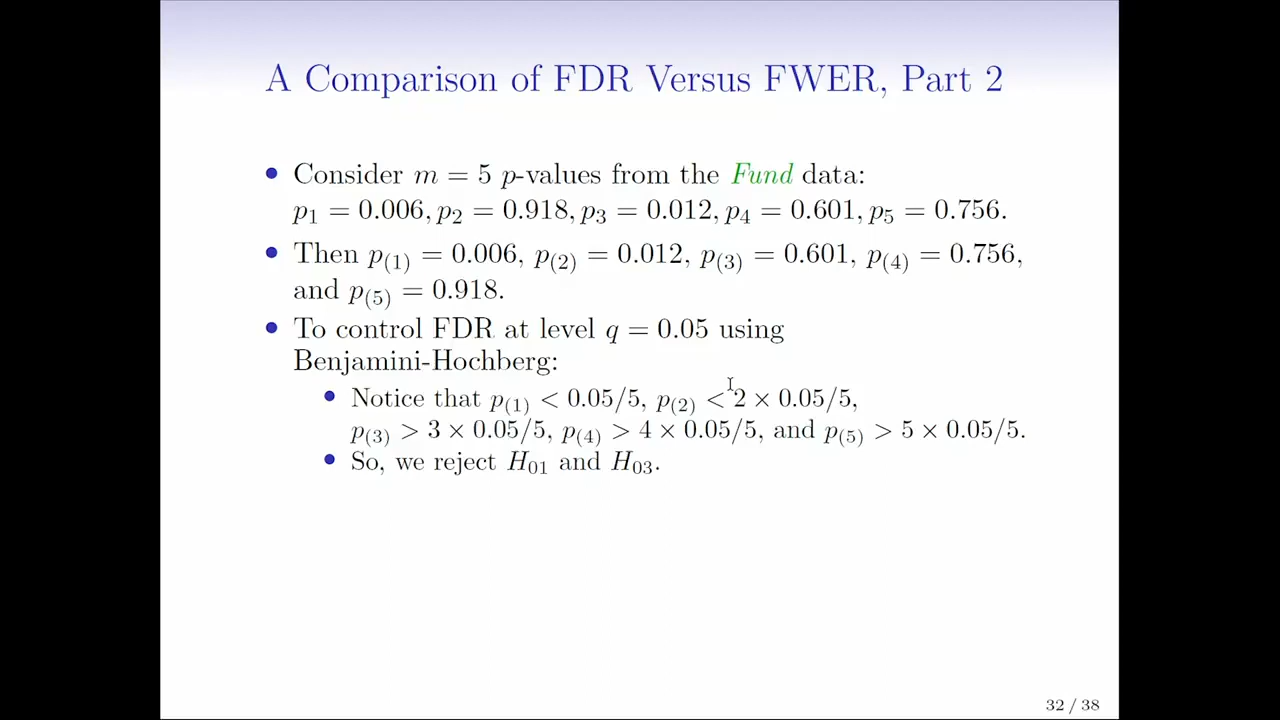 A Comparison of FDR Versus FWER, Part 2
• Consider m = 5 p-values from the Fund data:
p₁ = 0.006, p₂ = 0.918, p₃ = 0.012, p₄ = 0.601, p₅ = 0.756.
• Then p₍₁₎ = 0.006, p₍₂₎ = 0.012, p₍₃₎ = 0.601, p₍₄₎ = 0.756,
and p₍₅₎ = 0.918.
• To control FDR at level q = 0.05 using
Benjamini-Hochberg:
• Notice that p₍₁₎ < 0.05/5, p₍₂₎ < 2 × 0.05/5,
p₍₃₎ > 3 × 0.05/5, p₍₄₎ > 4 × 0.05/5, and p₍₅₎ > 5 × 0.05/5.
• So, we reject H₀₁ and H₀₃.
32 / 38